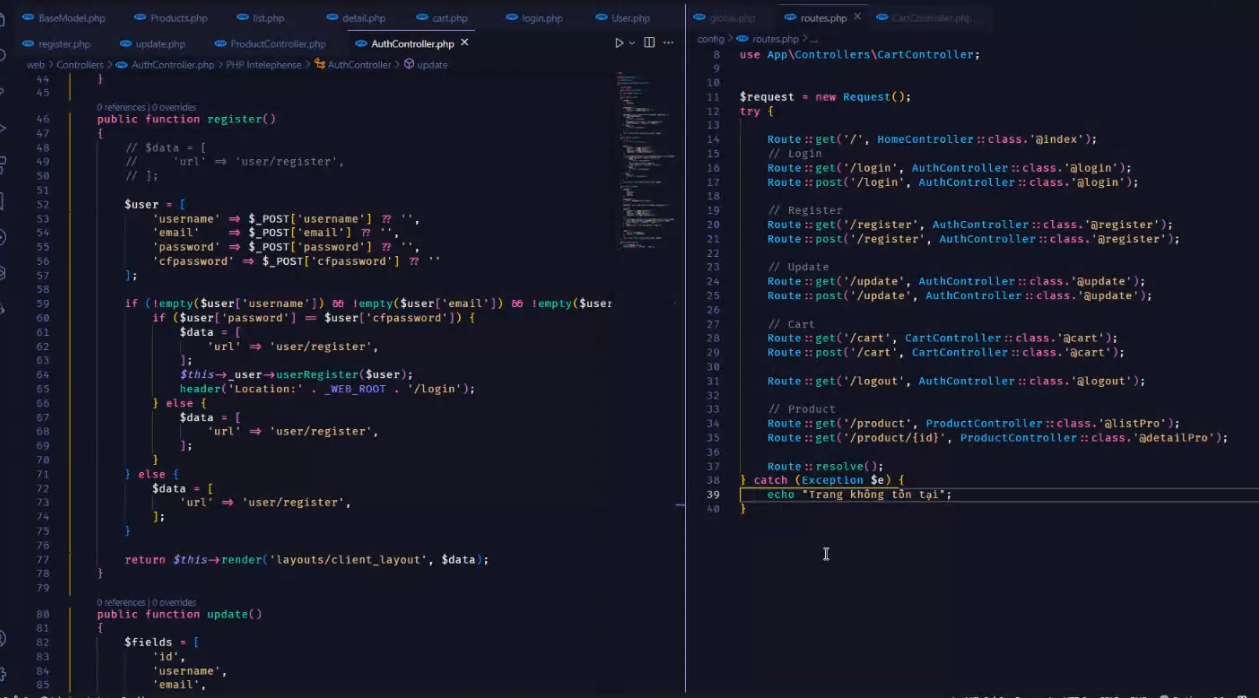 BaseModel.php Products.php list.php detail.php cart.php login.php User.php
register.php update.php ProductController.php AuthController.php
web > Controllers > AuthController.php > PHP Intelephense > AuthController > update
44 }
45
0 references | 0 overrides
46 public function register()
47 {
48 // $data = [
49 // 'url' => 'user/register',
50 // ];
51
52 $user = [
53 'username' => $_POST['username'] ?? '',
54 'email' => $_POST['email'] ?? '',
55 'password' => $_POST['password'] ?? '',
56 'cfpassword' => $_POST['cfpassword'] ?? ''
57 ];
58
59 if (!empty($user['username']) && !empty($user['email']) && !empty($user
60 if ($user['password'] == $user['cfpassword']) {
61 $data = [
62 'url' => 'user/register',
63 ];
64 $this->_user->userRegister($user);
65 header('Location:' . _WEB_ROOT . '/login');
66 } else {
67 $data = [
68 'url' => 'user/register',
69 ];
70 }
71 } else {
72 $data = [
73 'url' => 'user/register',
74 ];
75 }
76
77 return $this->render('layouts/client_layout', $data);
78 }
79
0 references | 0 overrides
80 public function update()
81 {
82 $fields = [
83 'id',
84 'username',
85 'email',
global.php routes.php CartController.php
config > routes.php > ...
8 use App\Controllers\CartController;
9
10
11 $request = new Request();
12 try {
13
14 Route::get('/', HomeController::class.'@index');
15 // Login
16 Route::get('/login', AuthController::class.'@login');
17 Route::post('/login', AuthController::class.'@login');
18
19 // Register
20 Route::get('/register', AuthController::class.'@register');
21 Route::post('/register', AuthController::class.'@register');
22
23 // Update
24 Route::get('/update', AuthController::class.'@update');
25 Route::post('/update', AuthController::class.'@update');
26
27 // Cart
28 Route::get('/cart', CartController::class.'@cart');
29 Route::post('/cart', CartController::class.'@cart');
30
31 Route::get('/logout', AuthController::class.'@logout');
32
33 // Product
34 Route::get('/product', ProductController::class.'@listPro');
35 Route::get('/product/{id}', ProductController::class.'@detailPro');
36
37 Route::resolve();
38 } catch (Exception $e) {
39 echo "Trang không tồn tại";
40 }